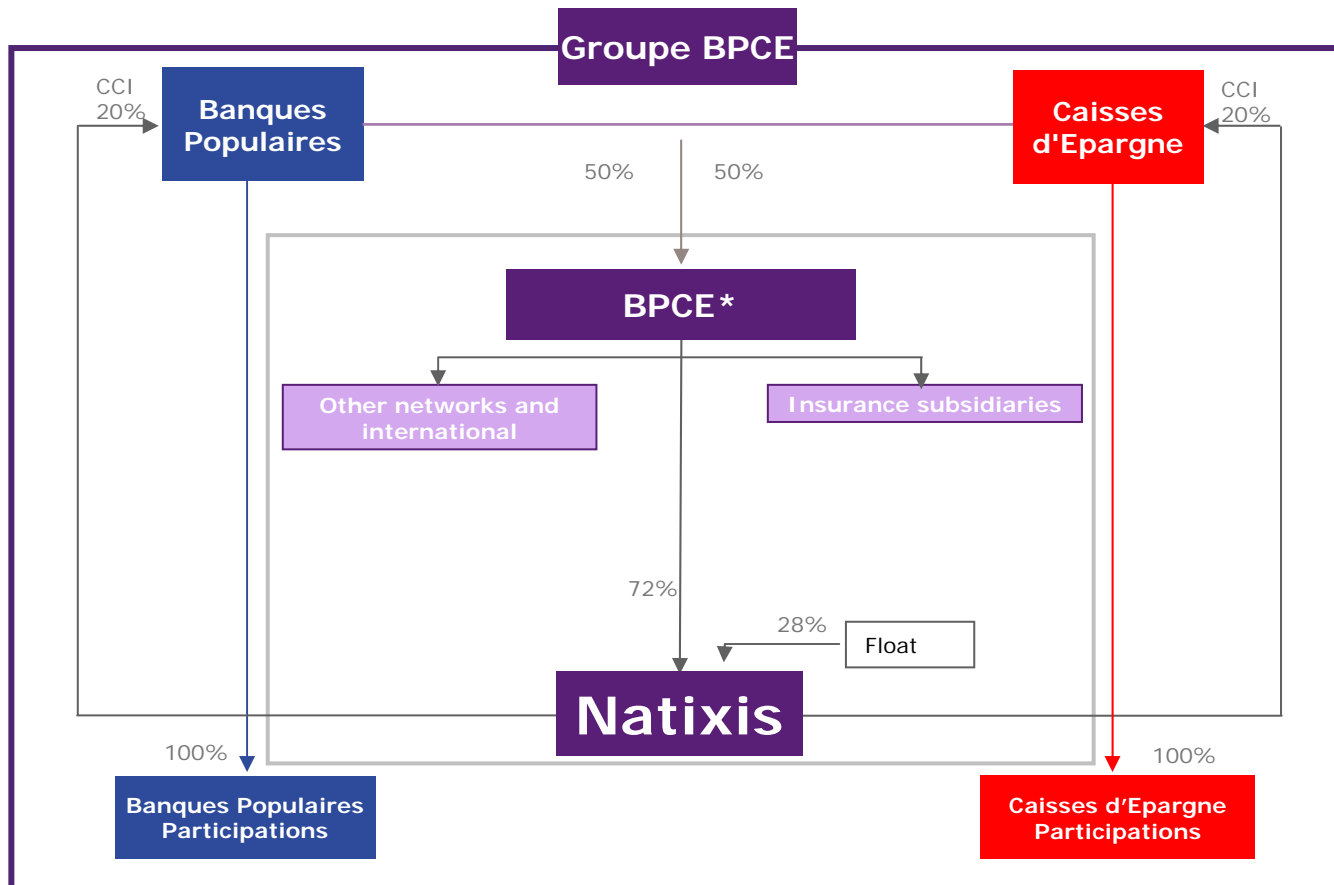 Groupe BPCE
CCI
20%
Banques
Populaires
Caisses
d'Epargne
CCI
20%
50%
50%
BPCE*
Other networks and
international
Insurance subsidiaries
72%
28%
Float
Natixis
100%
100%
Banques Populaires
Participations
Caisses d’Epargne
Participations